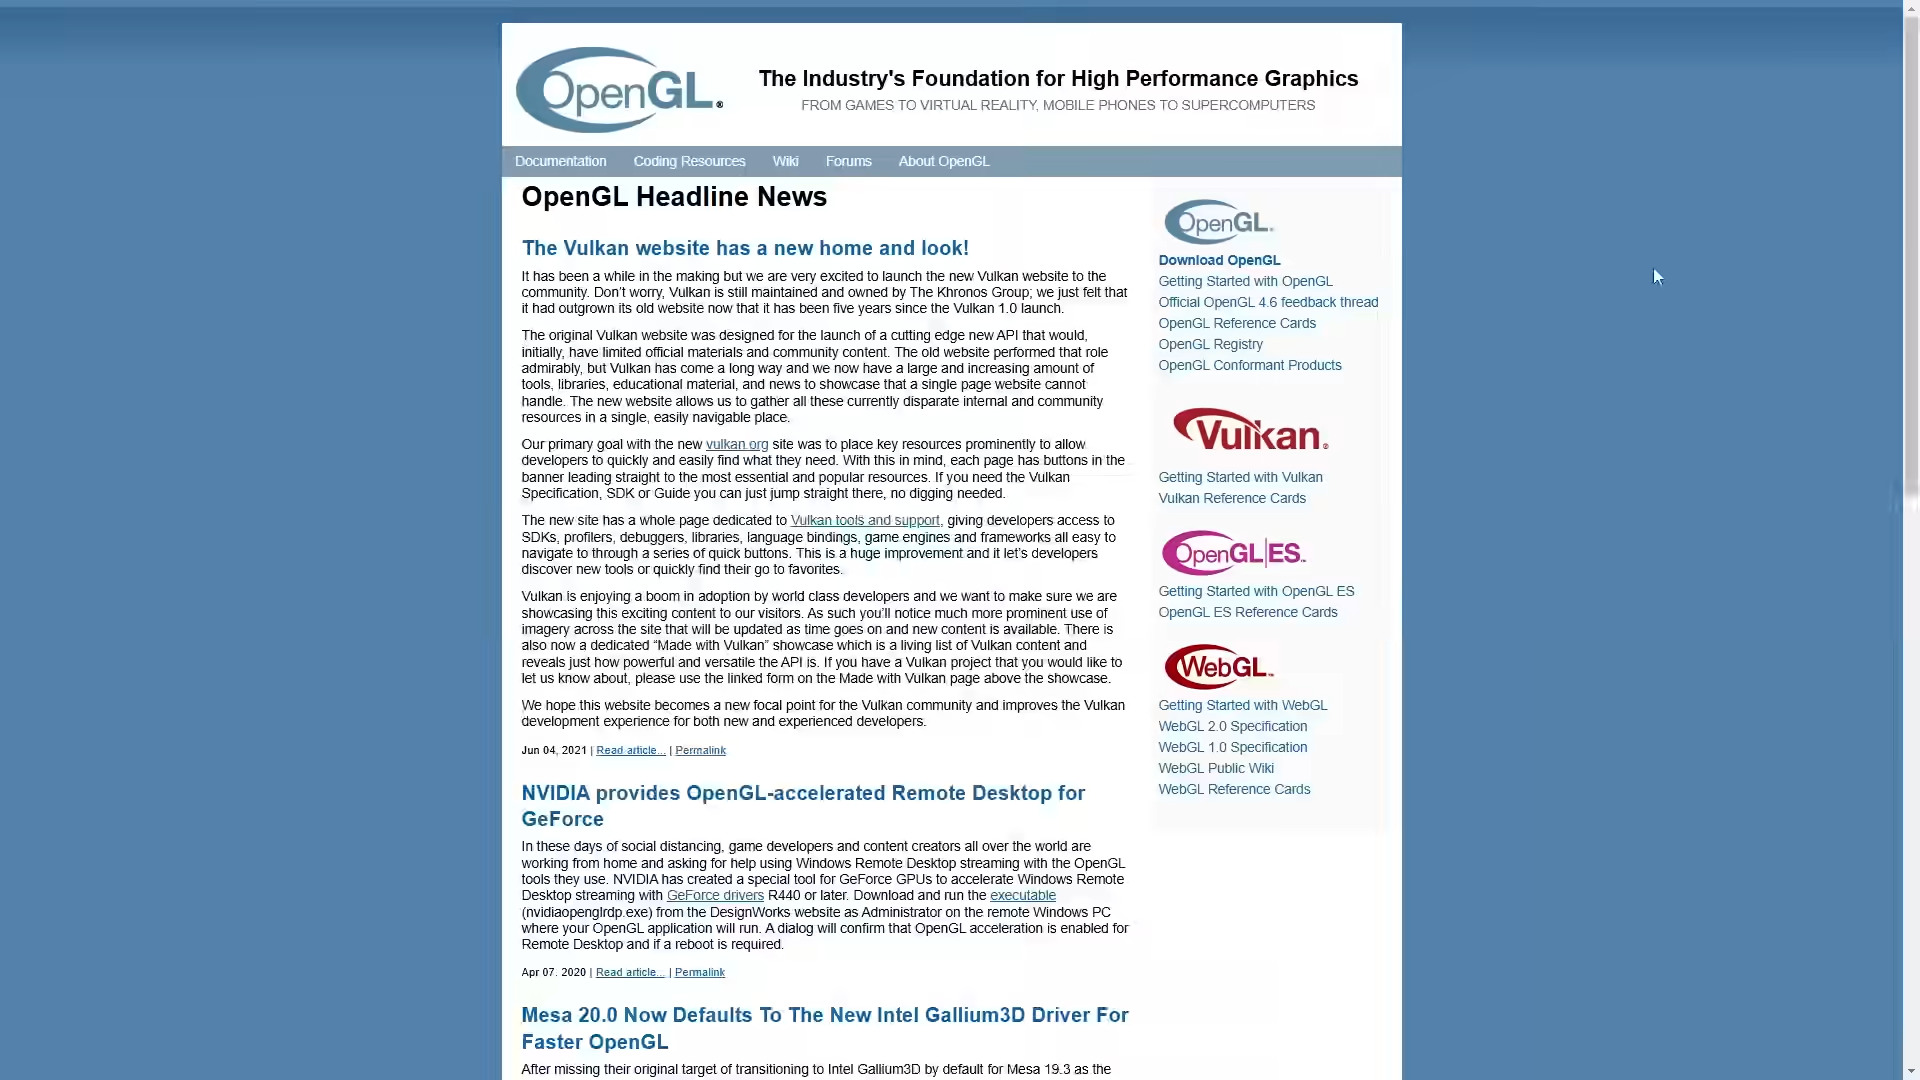 OpenGL®
The Industry's Foundation for High Performance Graphics
FROM GAMES TO VIRTUAL REALITY, MOBILE PHONES TO SUPERCOMPUTERS
Documentation Coding Resources Wiki Forums About OpenGL
OpenGL Headline News
The Vulkan website has a new home and look!
It has been a while in the making but we are very excited to launch the new Vulkan website to the
community. Don’t worry, Vulkan is still maintained and owned by The Khronos Group; we just felt that
it had outgrown its old website now that it has been five years since the Vulkan 1.0 launch.
The original Vulkan website was designed for the launch of a cutting edge new API that would,
initially, have limited official materials and community content. The old website performed that role
admirably, but Vulkan has come a long way and we now have a large and increasing amount of
tools, libraries, educational material, and news to showcase that a single page website cannot
handle. The new website allows us to gather all these currently disparate internal and community
resources in a single, easily navigable place.
Our primary goal with the new vulkan.org site was to place key resources prominently to allow
developers to quickly and easily find what they need. With this in mind, each page has buttons in the
banner leading straight to the most essential and popular resources. If you need the Vulkan
Specification, SDK or Guide you can just jump straight there, no digging needed.
The new site has a whole page dedicated to Vulkan tools and support, giving developers access to
SDKs, profilers, debuggers, libraries, language bindings, game engines and frameworks all easy to
navigate to through a series of quick buttons. This is a huge improvement and it let’s developers
discover new tools or quickly find their go to favorites.
Vulkan is enjoying a boom in adoption by world class developers and we want to make sure we are
showcasing this exciting content to our visitors. As such you’ll notice much more prominent use of
imagery across the site that will be updated as time goes on and new content is available. There is
also now a dedicated “Made with Vulkan” showcase which is a living list of Vulkan content and
reveals just how powerful and versatile the API is. If you have a Vulkan project that you would like to
let us know about, please use the linked form on the Made with Vulkan page above the showcase.
We hope this website becomes a new focal point for the Vulkan community and improves the Vulkan
development experience for both new and experienced developers.
Jun 04, 2021 | Read article... | Permalink
NVIDIA provides OpenGL-accelerated Remote Desktop for
GeForce
In these days of social distancing, game developers and content creators all over the world are
working from home and asking for help using Windows Remote Desktop streaming with the OpenGL
tools they use. NVIDIA has created a special tool for GeForce GPUs to accelerate Windows Remote
Desktop streaming with GeForce drivers R440 or later. Download and run the executable
(nvidiaopenglrdp.exe) from the DesignWorks website as Administrator on the remote Windows PC
where your OpenGL application will run. A dialog will confirm that OpenGL acceleration is enabled for
Remote Desktop and if a reboot is required.
Apr 07, 2020 | Read article... | Permalink
Mesa 20.0 Now Defaults To The New Intel Gallium3D Driver For
Faster OpenGL
After missing their original target of transitioning to Intel Gallium3D by default for Mesa 19.3 as the
OpenGL.
Download OpenGL
Getting Started with OpenGL
Official OpenGL 4.6 feedback thread
OpenGL Reference Cards
OpenGL Registry
OpenGL Conformant Products
Vulkan®
Getting Started with Vulkan
Vulkan Reference Cards
OpenGL|ES™
Getting Started with OpenGL ES
OpenGL ES Reference Cards
WebGL™
Getting Started with WebGL
WebGL 2.0 Specification
WebGL 1.0 Specification
WebGL Public Wiki
WebGL Reference Cards